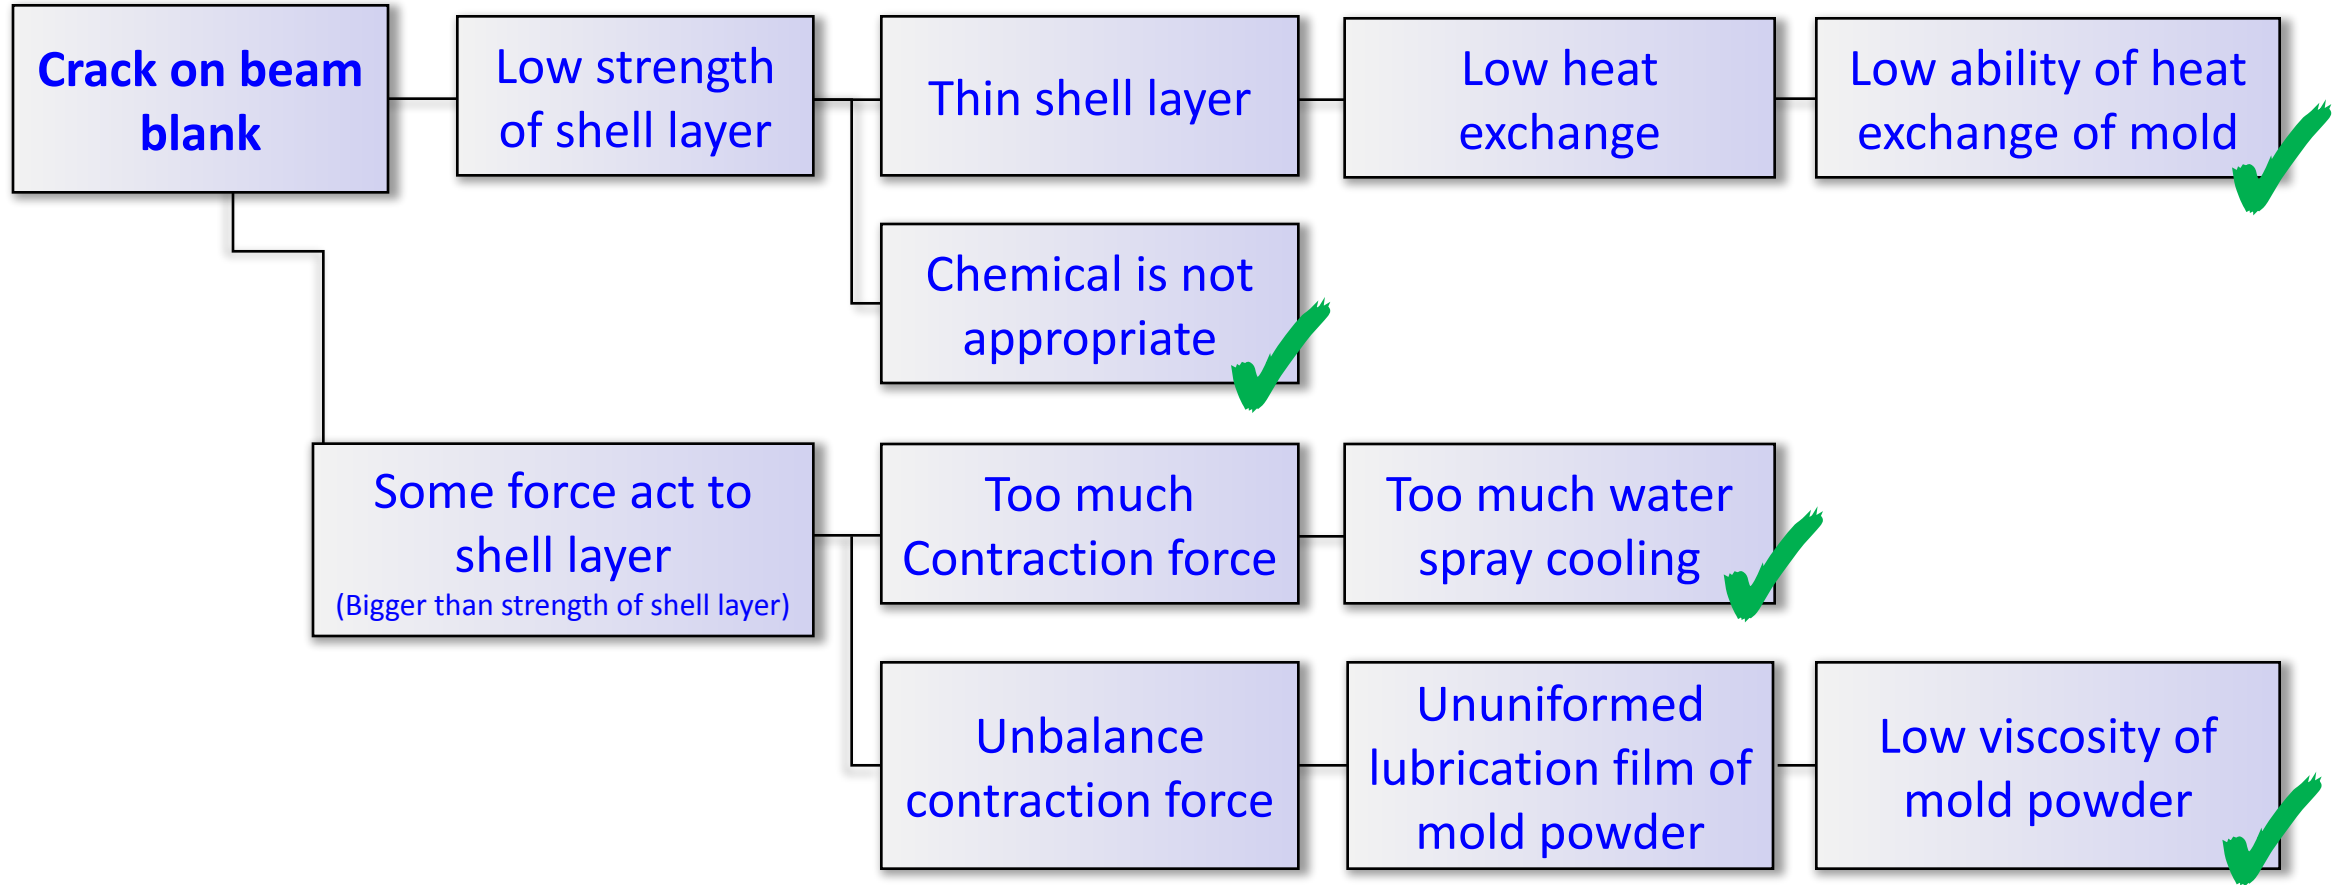 Crack on beam
blank
Low strength
of shell layer
Thin shell layer
Low heat
exchange
Low ability of heat
exchange of mold
Chemical is not
appropriate
Some force act to
shell layer
(Bigger than strength of shell layer)
Too much
Contraction force
Too much water
spray cooling
Unbalance
contraction force
Ununiformed
lubrication film of
mold powder
Low viscosity of
mold powder